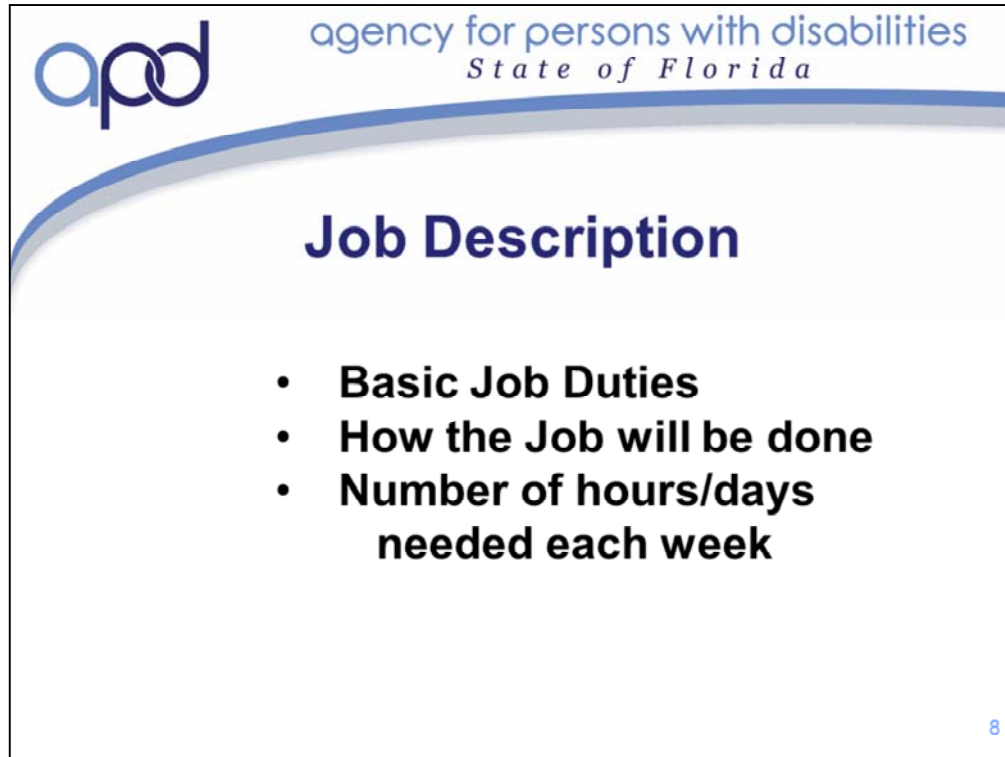 apd
agency for persons with disabilities
State of Florida
Job Description
• Basic Job Duties
• How the Job will be done
• Number of hours/days
needed each week
8